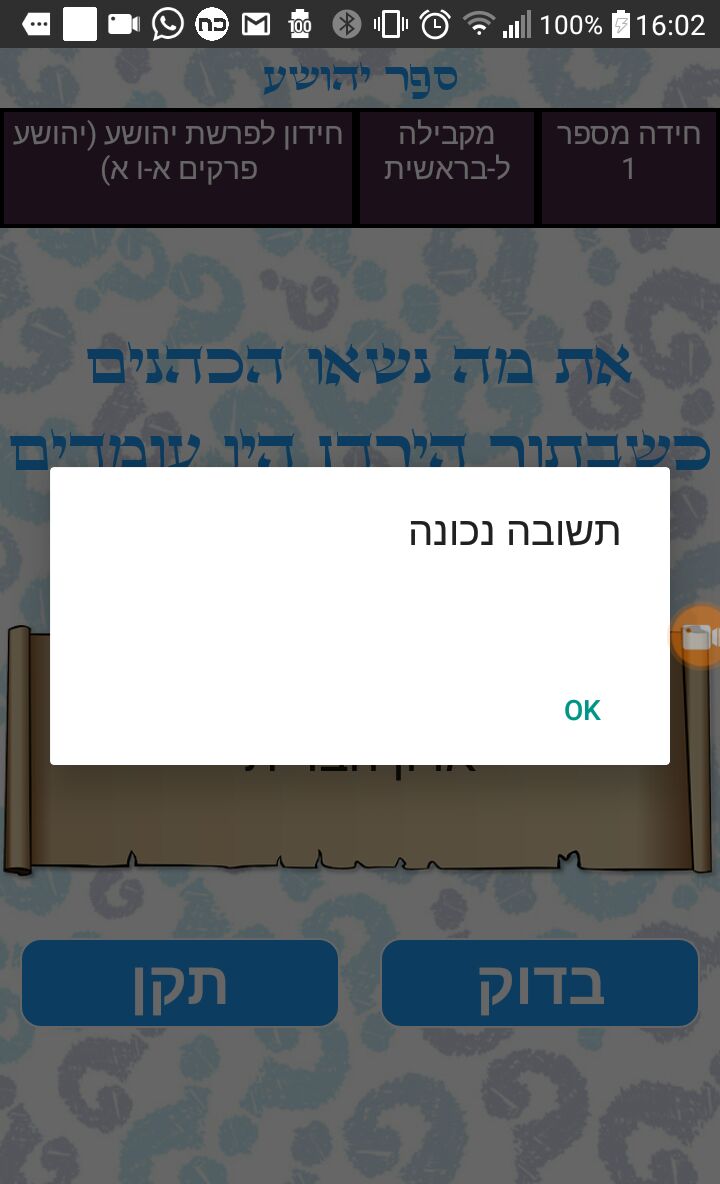 100
100%
16:02
ספר יהושע
חידה מספר
1
מקבילה
ל-בראשית
חידון לפרשת יהושע (יהושע
פרקים א-ו א)
את מה נשאו הכהנים
כשבתוך הירדן היו עומדים
תשובה נכונה
OK
בדוק
תקן